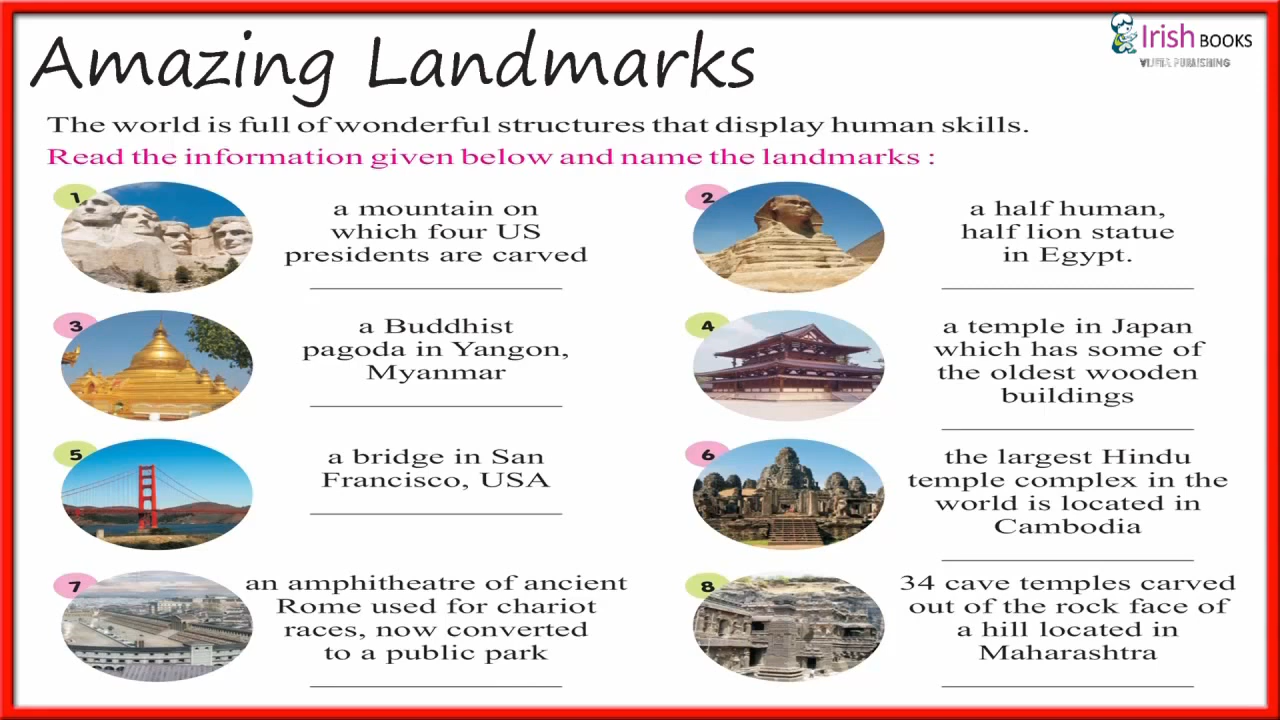 Amazing Landmarks
Irish BOOKS
The world is full of wonderful structures that display human skills.
Read the information given below and name the landmarks :
1
a mountain on
which four US
presidents are carved
2
a half human,
half lion statue
in Egypt.
3
a Buddhist
pagoda in Yangon,
Myanmar
4
a temple in Japan
which has some of
the oldest wooden
buildings
5
a bridge in San
Francisco, USA
6
the largest Hindu
temple complex in the
world is located in
Cambodia
7
an amphitheatre of ancient
Rome used for chariot
races, now converted
to a public park
8
34 cave temples carved
out of the rock face of
a hill located in
Maharashtra